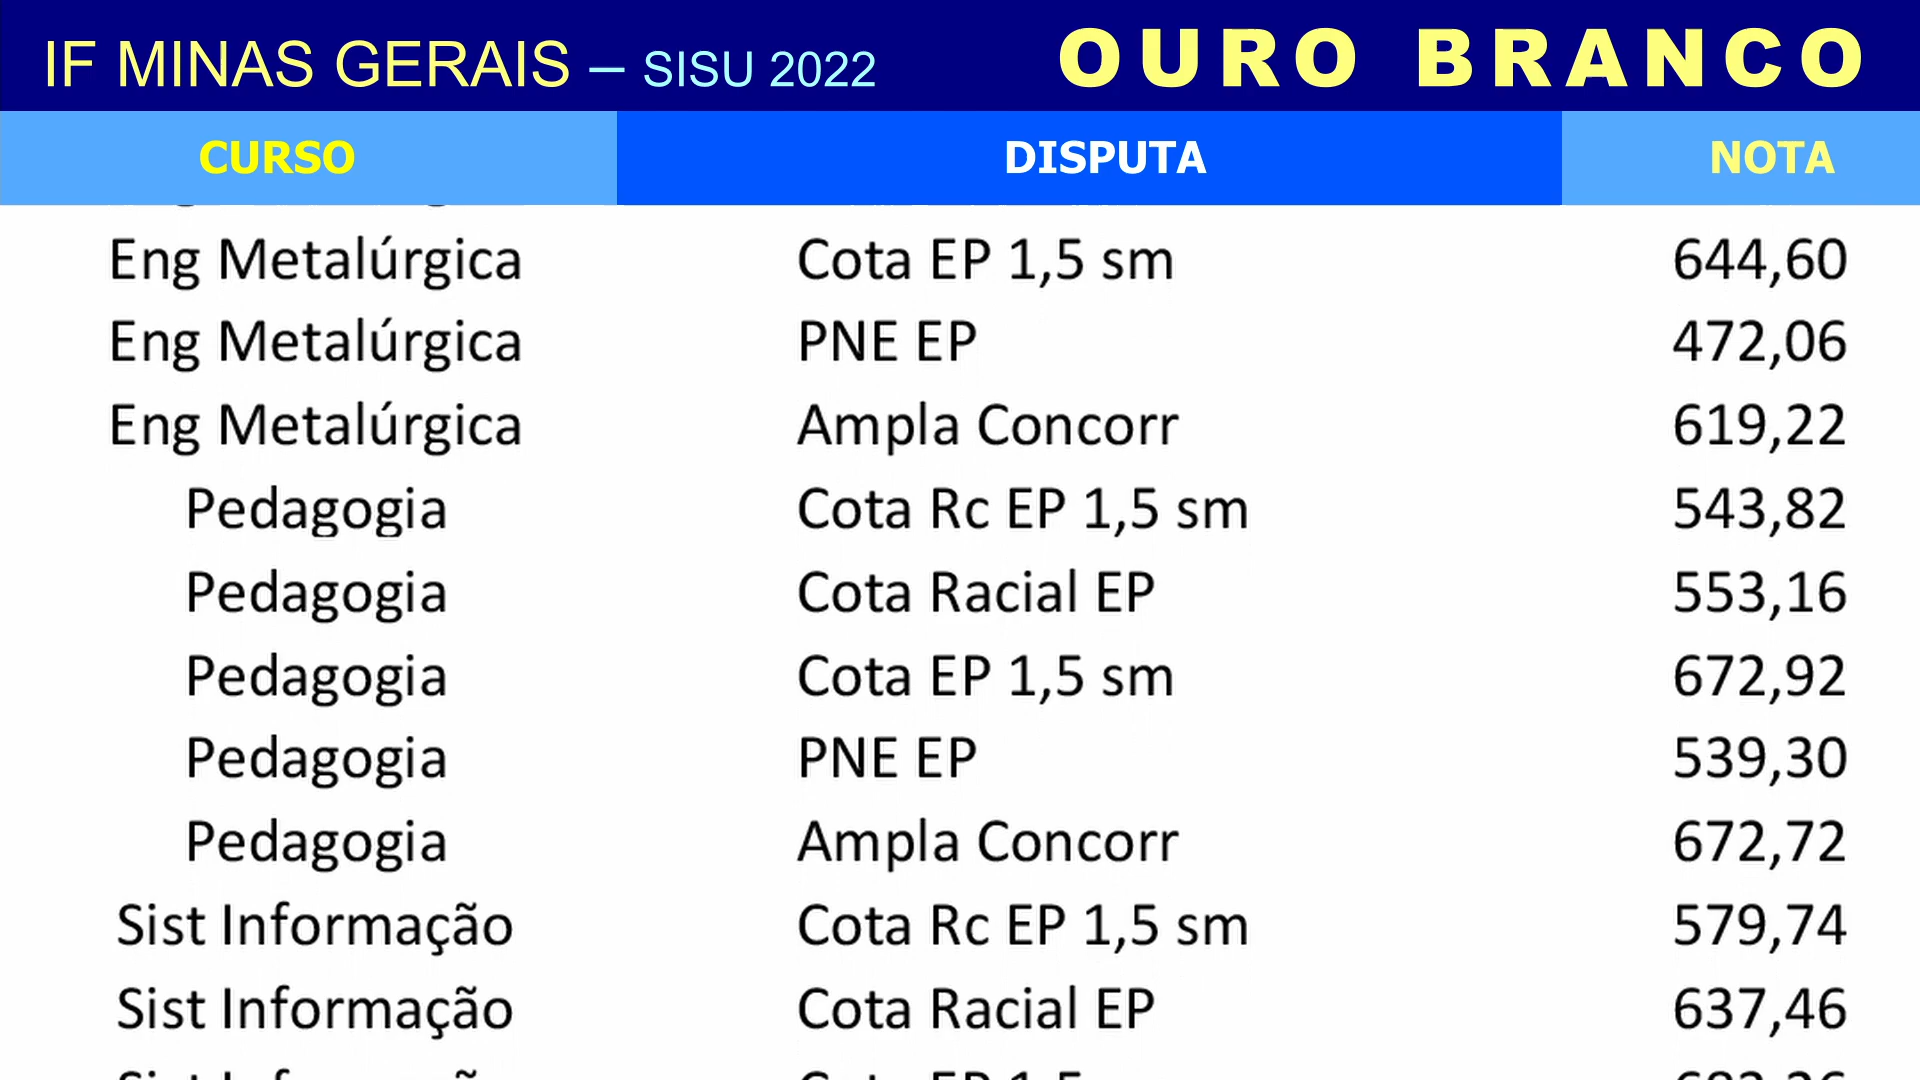 IF MINAS GERAIS – SISU 2022 OURO BRANCO
CURSO DISPUTA NOTA
Eng Metalúrgica Cota EP 1,5 sm 644,60
Eng Metalúrgica PNE EP 472,06
Eng Metalúrgica Ampla Concorr 619,22
Pedagogia Cota Rc EP 1,5 sm 543,82
Pedagogia Cota Racial EP 553,16
Pedagogia Cota EP 1,5 sm 672,92
Pedagogia PNE EP 539,30
Pedagogia Ampla Concorr 672,72
Sist Informação Cota Rc EP 1,5 sm 579,74
Sist Informação Cota Racial EP 637,46